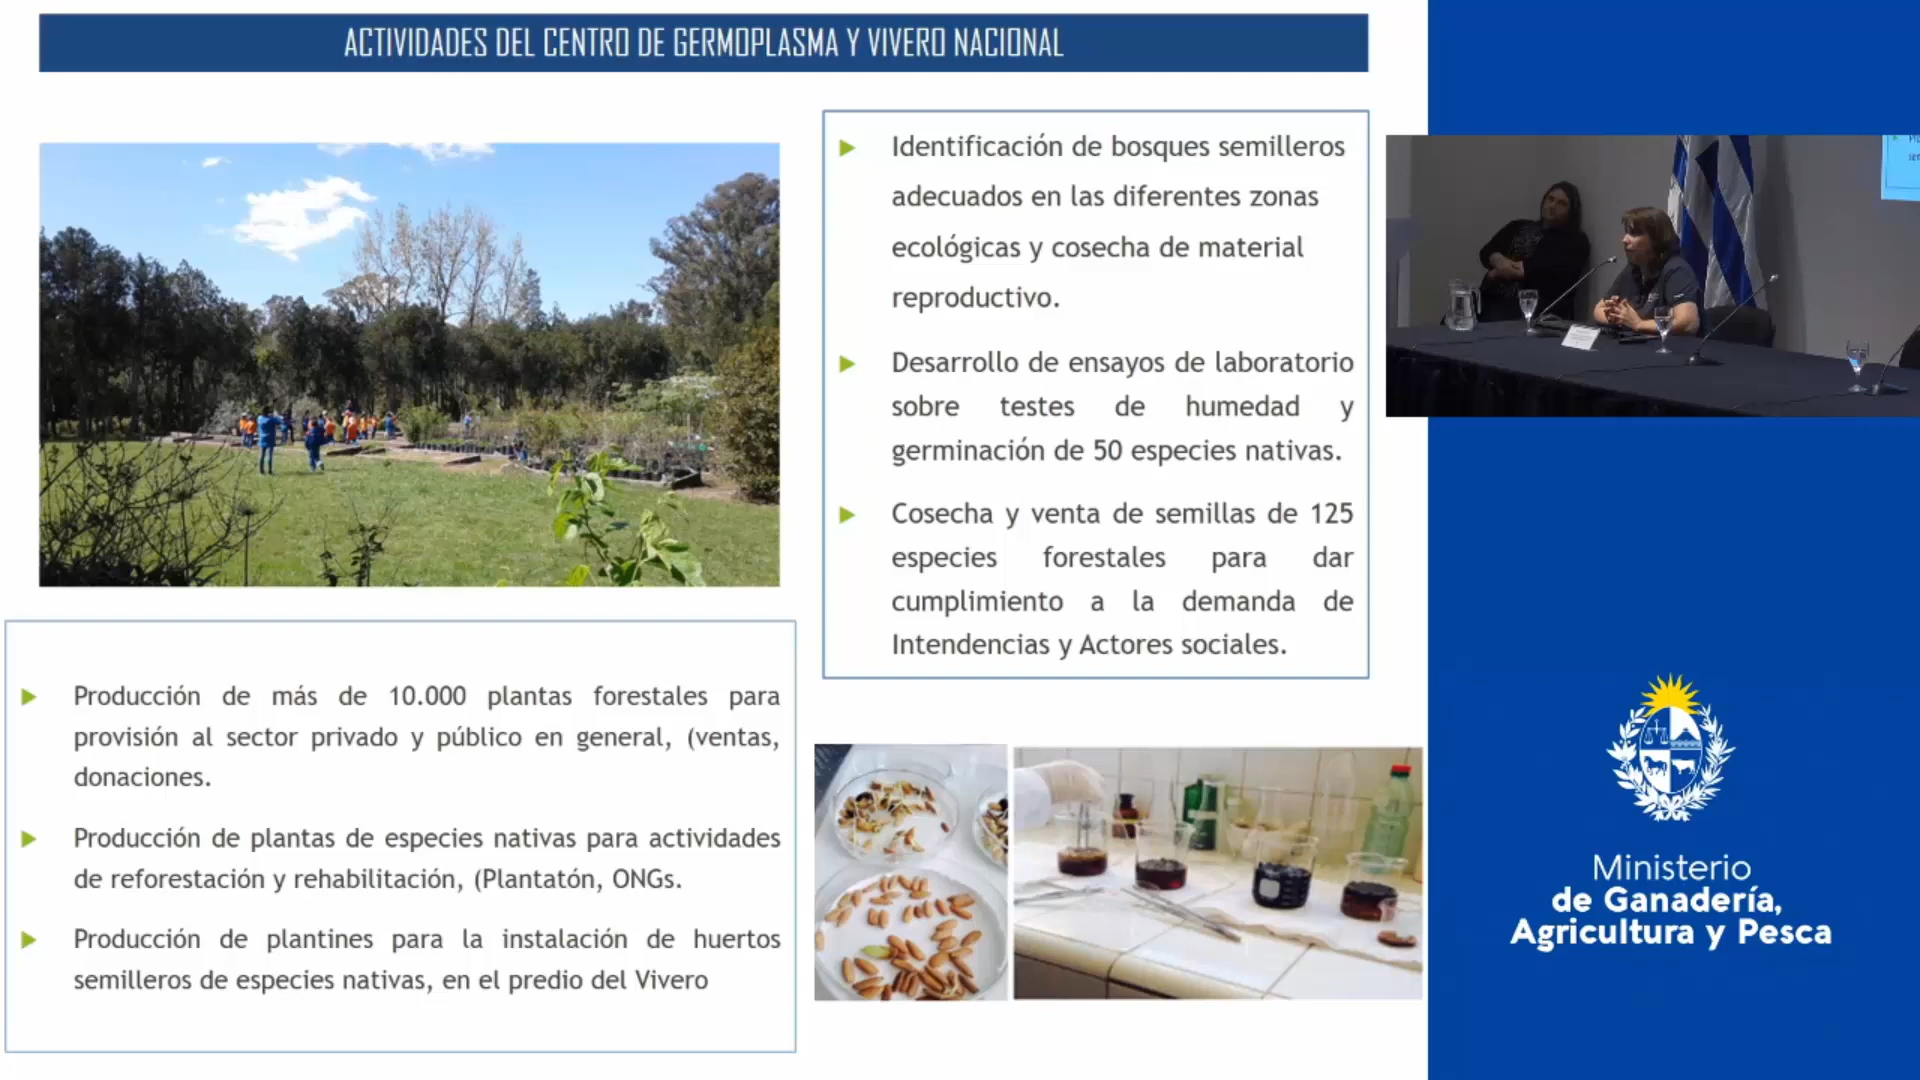 ACTIVIDADES DEL CENTRO DE GERMOPLASMA Y VIVERO NACIONAL
Identificación de bosques semilleros
adecuados en las diferentes zonas
ecológicas y cosecha de material
reproductivo.
Desarrollo de ensayos de laboratorio
sobre testes de humedad y
germinación de 50 especies nativas.
Cosecha y venta de semillas de 125
especies forestales para dar
cumplimiento a la demanda de
Intendencias y Actores sociales.
Producción de más de 10.000 plantas forestales para
provisión al sector privado y público en general, (ventas,
donaciones.
Producción de plantas de especies nativas para actividades
de reforestación y rehabilitación, (Plantatón, ONGs.
Producción de plantines para la instalación de huertos
semilleros de especies nativas, en el predio del Vivero
Ministerio
de Ganadería,
Agricultura y Pesca